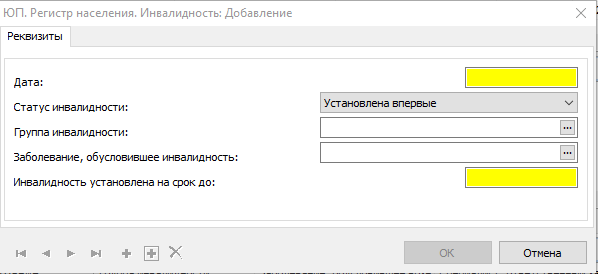 ЮП. Регистр населения. Инвалидность: Добавление
Реквизиты
Дата:
Статус инвалидности: Установлена впервые
Группа инвалидности:
Заболевание, обусловившее инвалидность:
Инвалидность установлена на срок до:
ОК Отмена